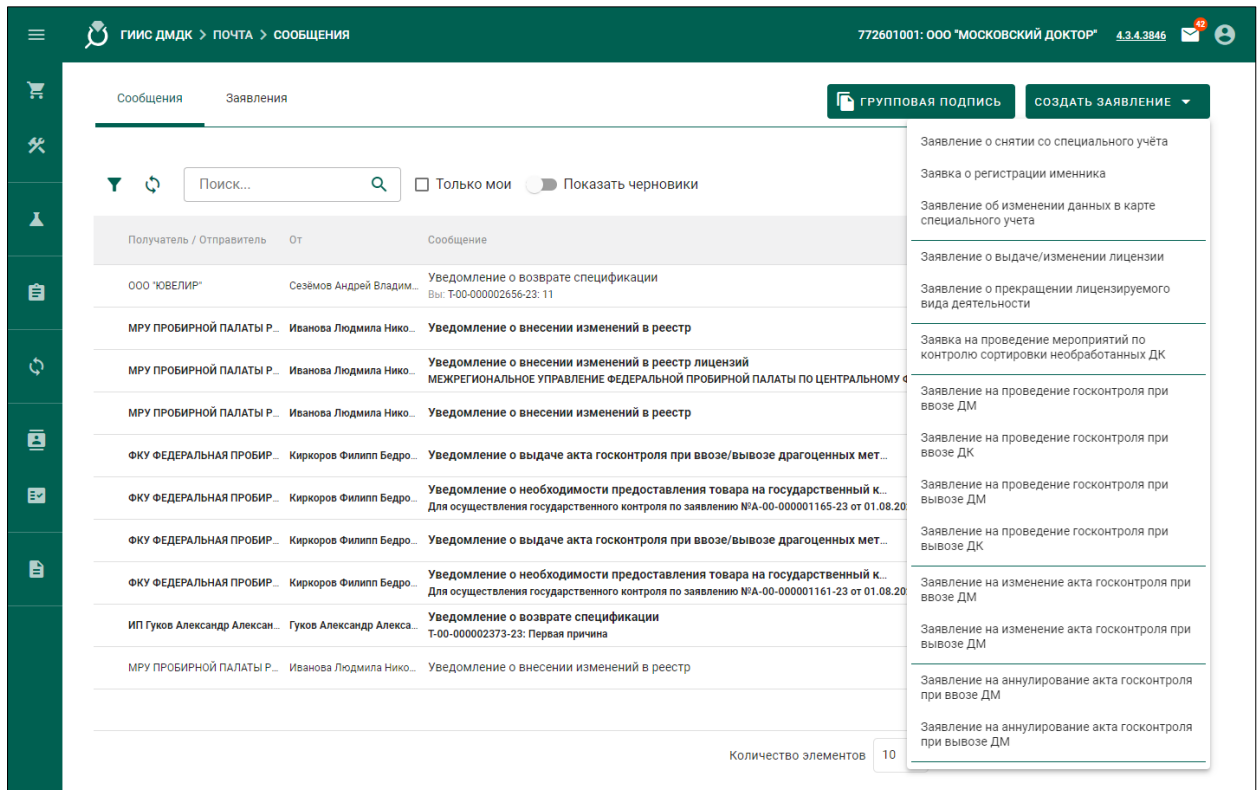 ГИИС ДМДК > ПОЧТА > СООБЩЕНИЯ
772601001: ООО "МОСКОВСКИЙ ДОКТОР"
4.3.4.3846
42
Сообщения
Заявления
ГРУППОВАЯ ПОДПИСЬ
СОЗДАТЬ ЗАЯВЛЕНИЕ
Поиск...
Только мои
Показать черновики
Получатель / Отправитель
От
Сообщение
ООО "ЮВЕЛИР"
Сезёмов Андрей Владим...
Уведомление о возврате спецификации
Вы: Т-00-000002656-23: 11
МРУ ПРОБИРНОЙ ПАЛАТЫ Р...
Иванова Людмила Нико...
Уведомление о внесении изменений в реестр
МРУ ПРОБИРНОЙ ПАЛАТЫ Р...
Иванова Людмила Нико...
Уведомление о внесении изменений в реестр лицензий
МЕЖРЕГИОНАЛЬНОЕ УПРАВЛЕНИЕ ФЕДЕРАЛЬНОЙ ПРОБИРНОЙ ПАЛАТЫ ПО ЦЕНТРАЛЬНОМУ
МРУ ПРОБИРНОЙ ПАЛАТЫ Р...
Иванова Людмила Нико...
Уведомление о внесении изменений в реестр
ФКУ ФЕДЕРАЛЬНАЯ ПРОБИР...
Киркоров Филипп Бедро...
Уведомление о выдаче акта госконтроля при ввозе/вывозе драгоценных мет...
ФКУ ФЕДЕРАЛЬНАЯ ПРОБИР...
Киркоров Филипп Бедро...
Уведомление о необходимости предоставления товара на государственный к...
Для осуществления государственного контроля по заявлению №А-00-000001165-23 от 01.08.20
ФКУ ФЕДЕРАЛЬНАЯ ПРОБИР...
Киркоров Филипп Бедро...
Уведомление о выдаче акта госконтроля при ввозе/вывозе драгоценных мет...
ФКУ ФЕДЕРАЛЬНАЯ ПРОБИР...
Киркоров Филипп Бедро...
Уведомление о необходимости предоставления товара на государственный к...
Для осуществления государственного контроля по заявлению №А-00-000001161-23 от 01.08.20
ИП Гуков Александр Алексан...
Гуков Александр Алекса...
Уведомление о возврате спецификации
Т-00-000002373-23: Первая причина
МРУ ПРОБИРНОЙ ПАЛАТЫ Р...
Иванова Людмила Нико...
Уведомление о внесении изменений в реестр
Количество элементов
10
Заявление о снятии со специального учёта
Заявка о регистрации именника
Заявление об изменении данных в карте
специального учета
Заявление о выдаче/изменении лицензии
Заявление о прекращении лицензируемого
вида деятельности
Заявка на проведение мероприятий по
контролю сортировки необработанных ДК
Заявление на проведение госконтроля при
ввозе ДМ
Заявление на проведение госконтроля при
ввозе ДК
Заявление на проведение госконтроля при
вывозе ДМ
Заявление на проведение госконтроля при
вывозе ДК
Заявление на изменение акта госконтроля при
ввозе ДМ
Заявление на изменение акта госконтроля при
вывозе ДМ
Заявление на аннулирование акта госконтроля
при ввозе ДМ
Заявление на аннулирование акта госконтроля
при вывозе ДМ